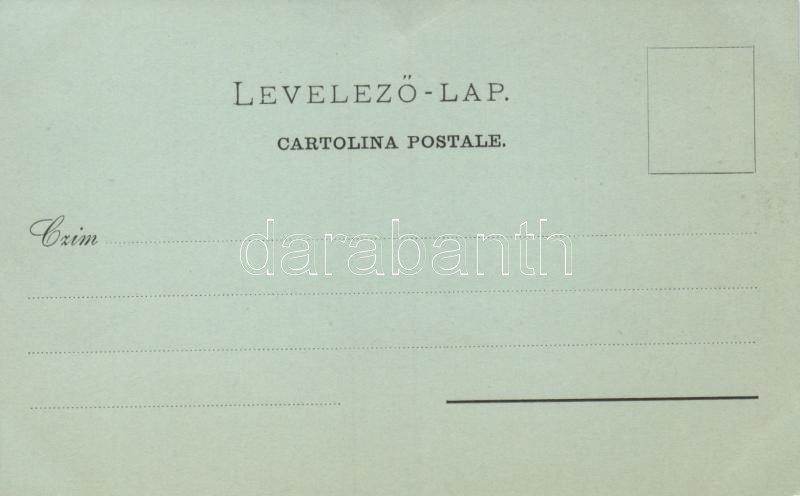 LEVELEZŐ-LAP.
CARTOLINA POSTALE.
Czim
darabanth